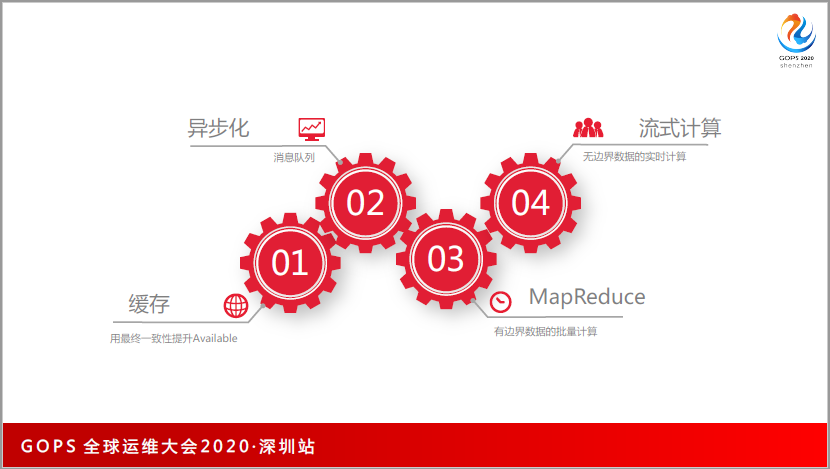 GOPS 2020
shenzhen
异步化
消息队列
流式计算
无边界数据的实时计算
02
04
01
03
缓存
用最终一致性提升Available
MapReduce
有边界数据的批量计算
GOPS 全球运维大会2020·深圳站